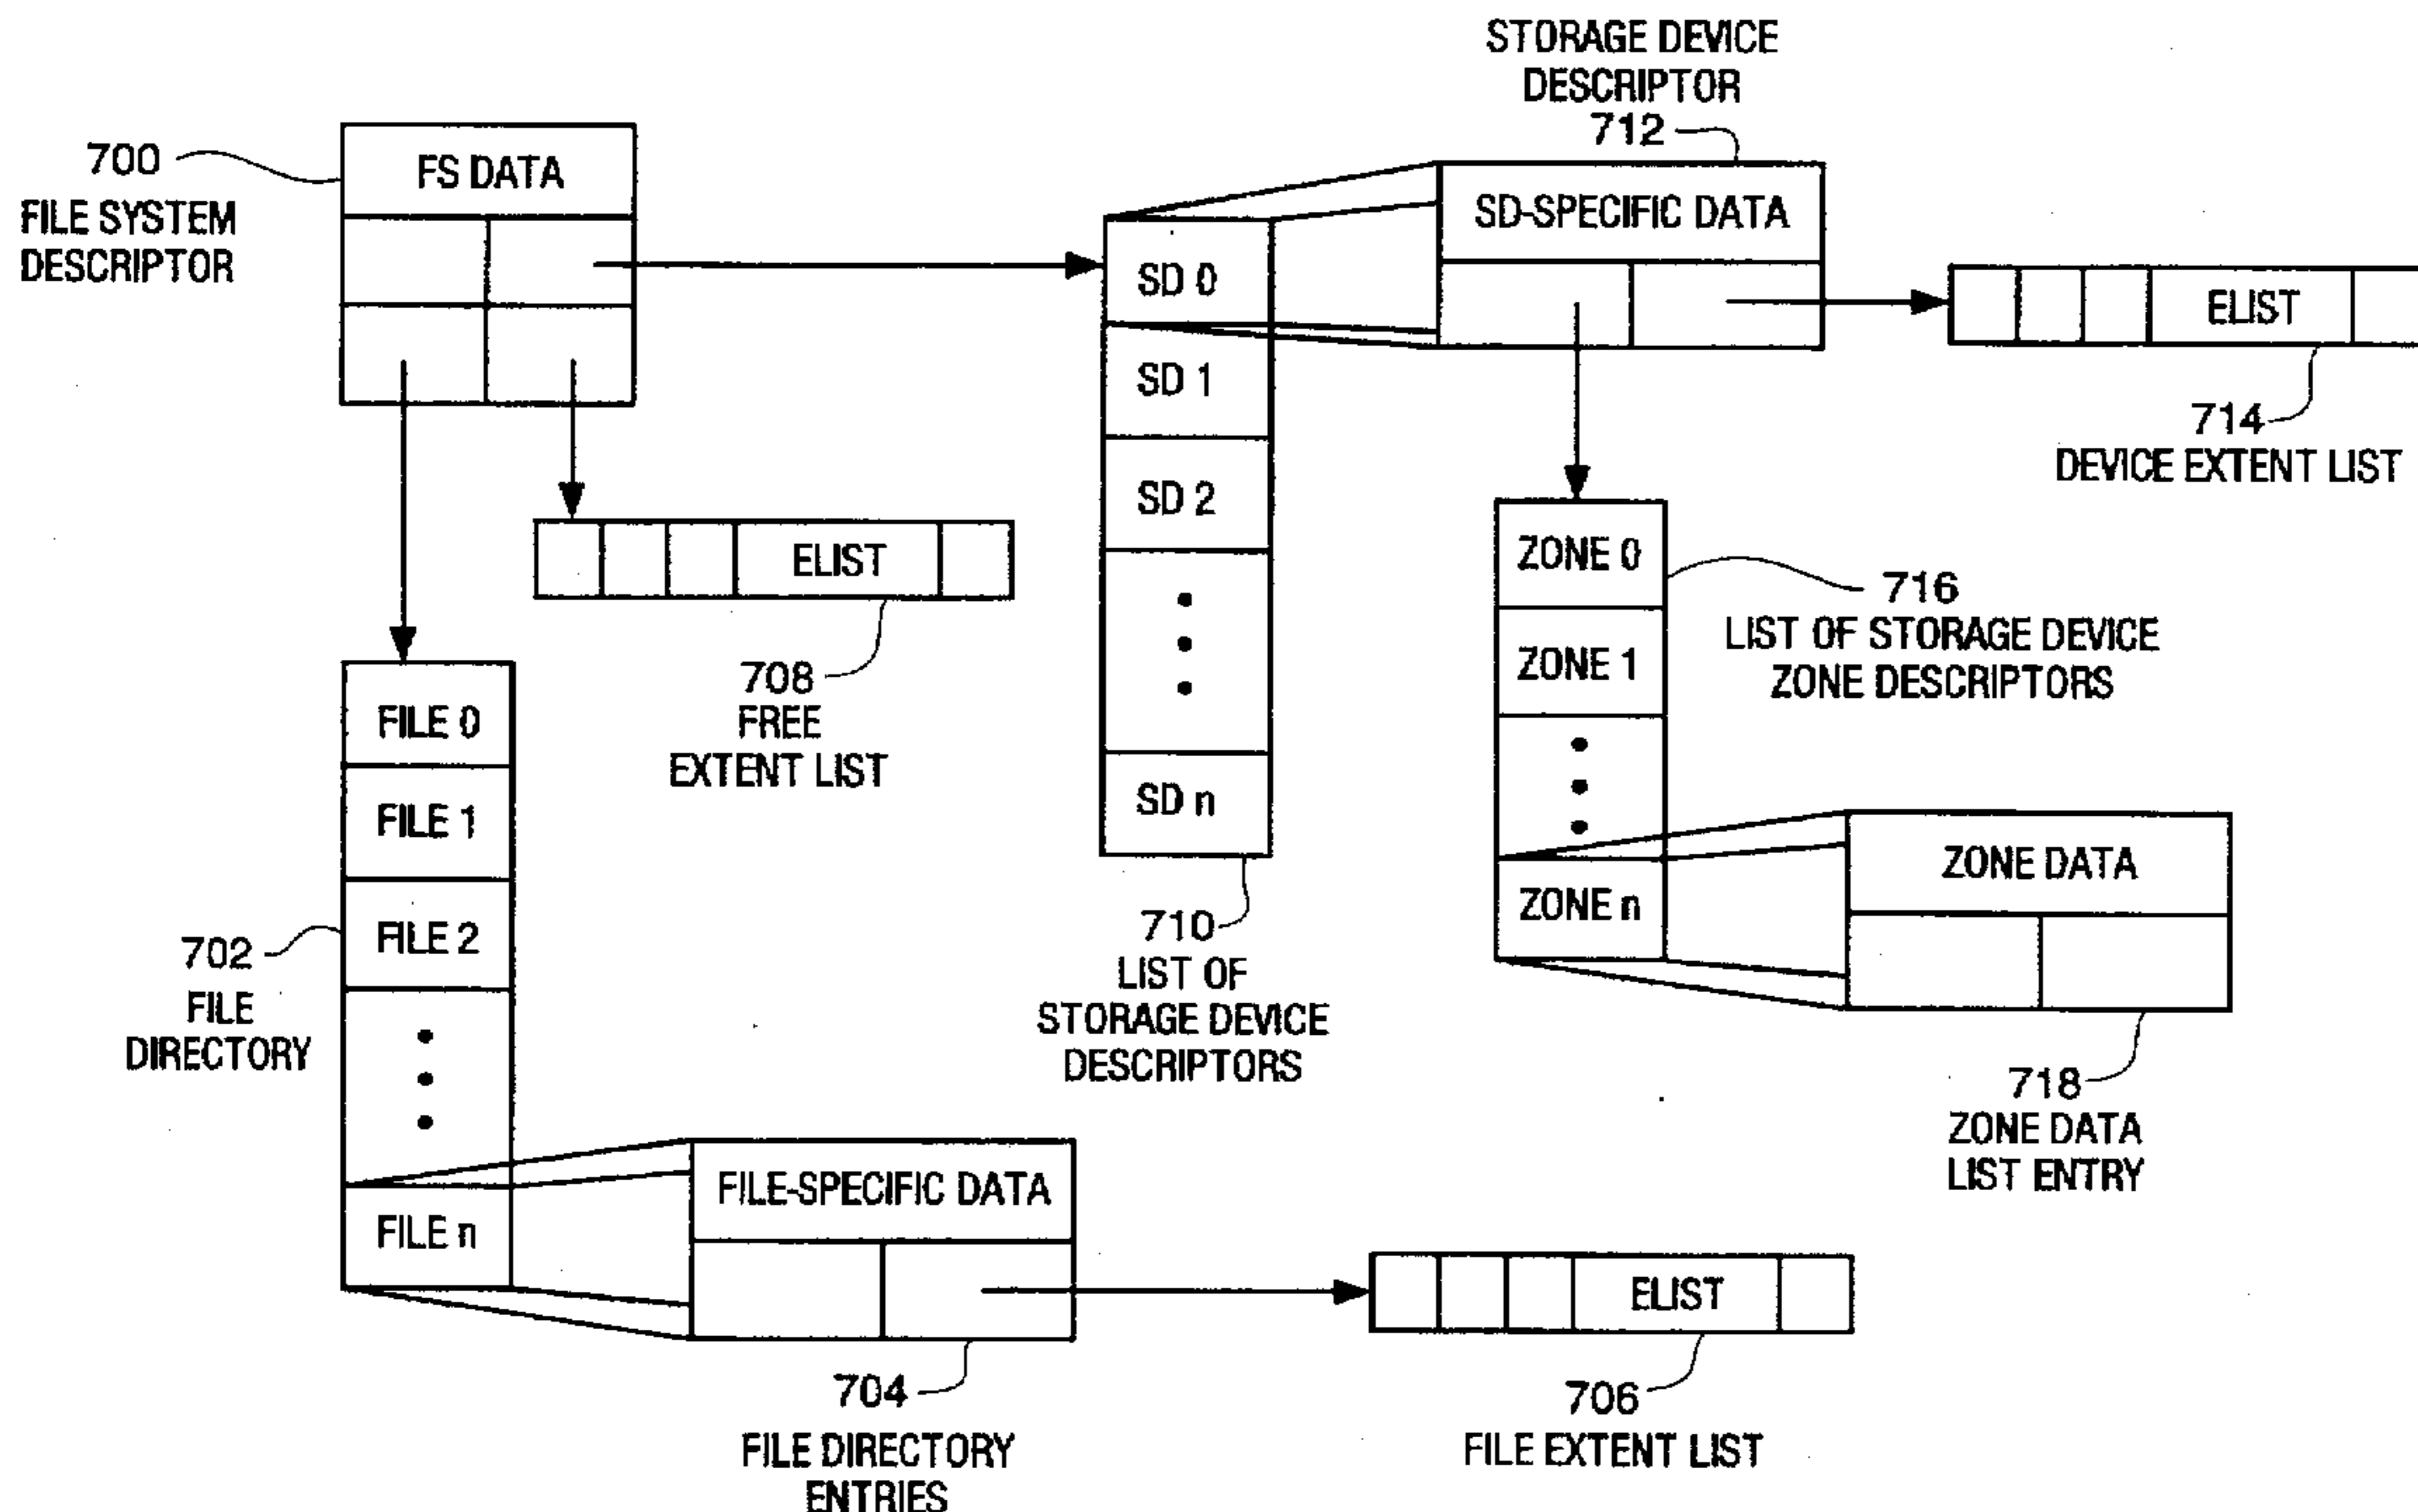 STORAGE DEVICE
DESCRIPTOR
712
700
FILE SYSTEM
DESCRIPTOR
FS DATA
SD-SPECIFIC DATA
SD 0
SD 1
SD 2
SD n
ELIST
714
DEVICE EXTENT LIST
ELIST
708
FREE
EXTENT LIST
ZONE 0
ZONE 1
ZONE n
716
LIST OF STORAGE DEVICE
ZONE DESCRIPTORS
FILE 0
FILE 1
FILE 2
FILE n
702
FILE
DIRECTORY
710
LIST OF
STORAGE DEVICE
DESCRIPTORS
ZONE DATA
718
ZONE DATA
LIST ENTRY
FILE-SPECIFIC DATA
704
FILE DIRECTORY
ENTRIES
ELIST
706
FILE EXTENT LIST